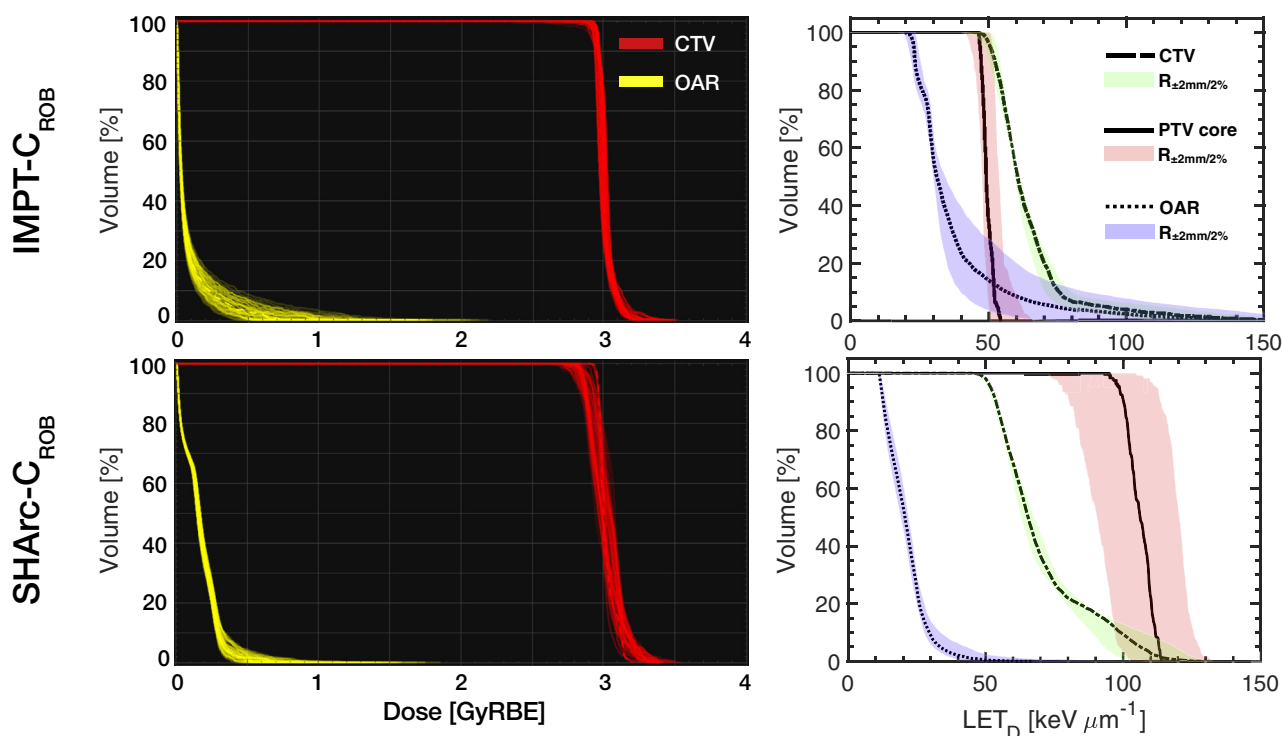 IMPT-C_ROB
Volume [%]
100
80
60
40
20
0
CTV
OAR
0
1
2
3
4
Volume [%]
100
80
60
40
20
0
CTV
R±2mm/2%
PTV core
R±2mm/2%
OAR
R±2mm/2%
0
50
100
150
SHArc-C_ROB
Volume [%]
100
80
60
40
20
0
0
1
2
3
4
Dose [GyRBE]
Volume [%]
100
80
60
40
20
0
0
50
100
150
LET_D [keV μm⁻¹]